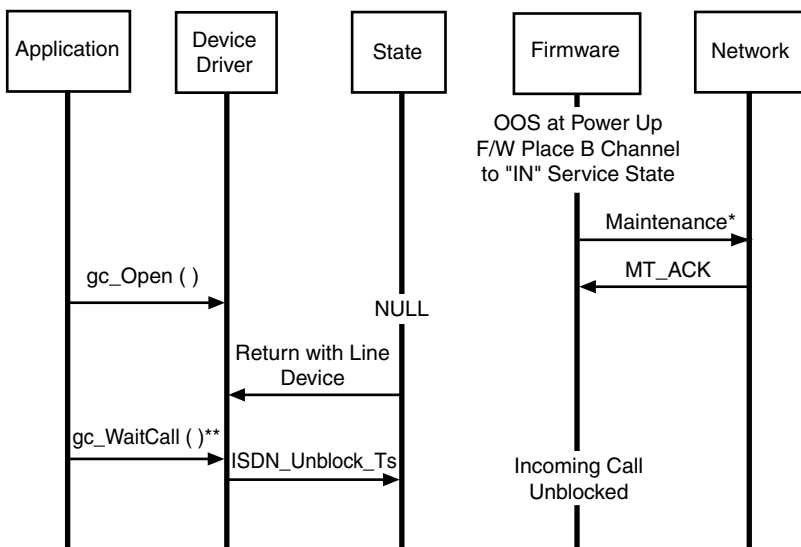 Application
Device
Driver
State
Firmware
Network
OOS at Power Up
F/W Place B Channel
to "IN" Service State
Maintenance*
MT_ACK
gc_Open ( )
NULL
Return with Line
Device
gc_WaitCall ( )**
ISDN_Unblock_Ts
Incoming Call
Unblocked